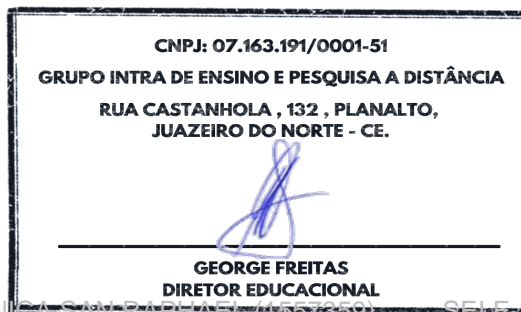 CNPJ: 07.163.191/0001-51
GRUPO INTRA DE ENSINO E PESQUISA A DISTÂNCIA
RUA CASTANHOLA , 132 , PLANALTO,
JUAZEIRO DO NORTE - CE.
GEORGE FREITAS
DIRETOR EDUCACIONAL